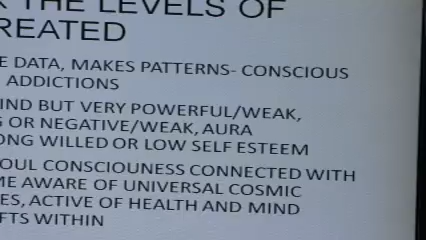 THE LEVELS OF
REATED
E DATA, MAKES PATTERNS- CONSCIOUS
ADDICTIONS
IND BUT VERY POWERFUL/WEAK,
OR NEGATIVE/WEAK, AURA
ONG WILLED OR LOW SELF ESTEEM
OUL CONSCIOUNESS CONNECTED WITH
ME AWARE OF UNIVERSAL COSMIC
ES, ACTIVE OF HEALTH AND MIND
FTS WITHIN